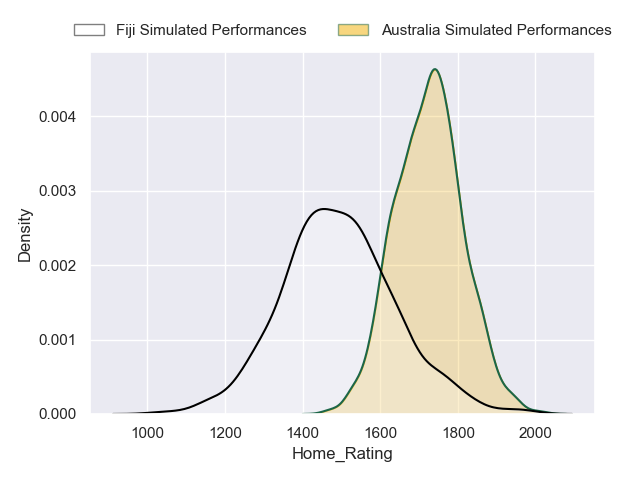 Fiji Simulated Performances
Australia Simulated Performances
0.004
0.003
0.002
0.001
0.000
Density
1000 1200 1400 1600 1800 2000
Home_Rating